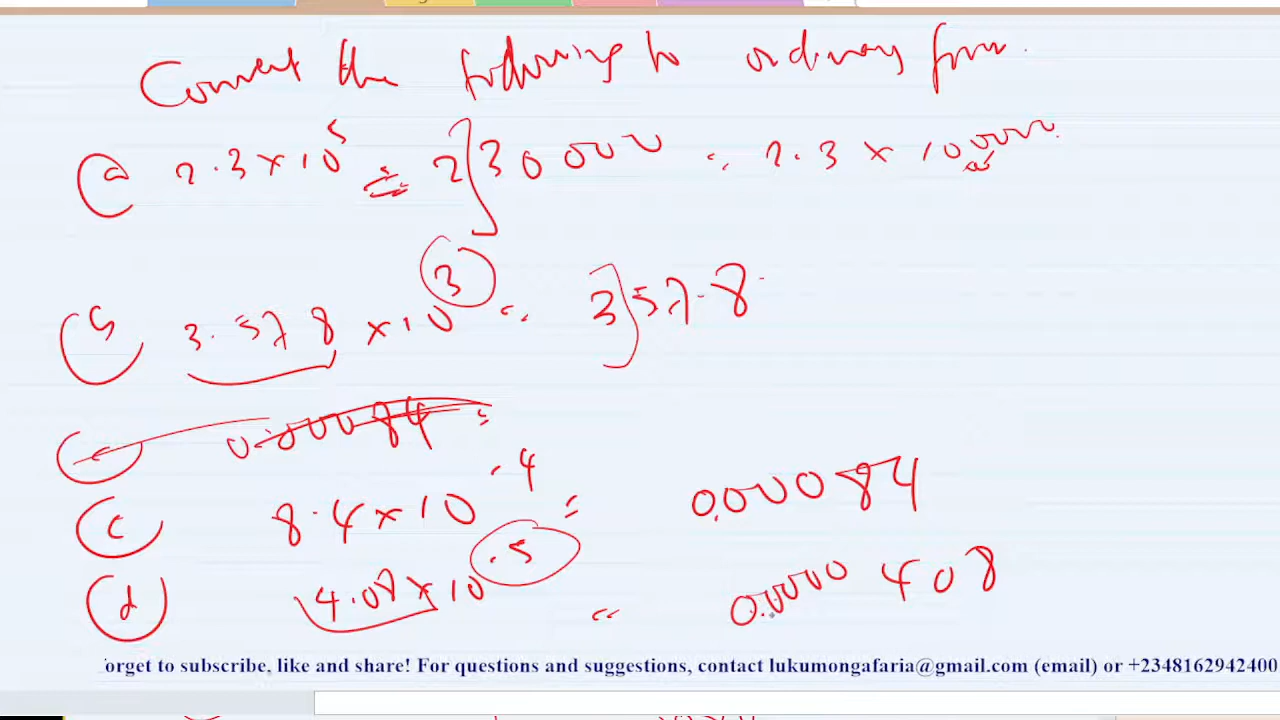 Convert the following to ordinary form.
(a) 2.3 × 10^5 = 230000 = 2.3 × 100000
(b) 3.578 × 10^3 = 3578.
(c) 0.00084 =
(c) 8.4 × 10^-4 = 0.00084
(d) 4.08 × 10^-5 = 0.0000408
orget to subscribe, like and share! For questions and suggestions, contact lukumongafaria@gmail.com (email) or +2348162942400